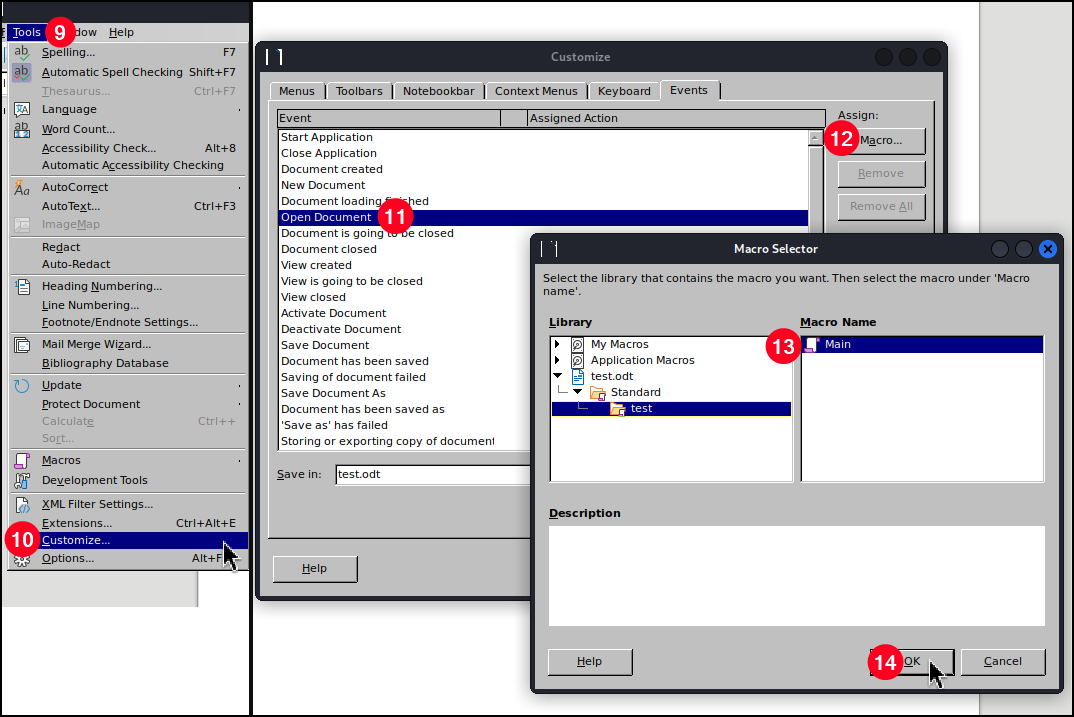 Tools 9 dow Help
Spelling... F7
Automatic Spell Checking Shift+F7
Thesaurus... Ctrl+F7
Language
Word Count...
Accessibility Check... Alt+8
Automatic Accessibility Checking
AutoCorrect
AutoText... Ctrl+F3
ImageMap
Redact
Auto-Redact
Heading Numbering...
Line Numbering...
Footnote/Endnote Settings...
Mail Merge Wizard...
Bibliography Database
Update
Protect Document
Calculate Ctrl++
Sort...
Macros
Development Tools
XML Filter Settings...
Extensions... Ctrl+Alt+E
10 Customize...
Options... Alt+F
Customize
Menus Toolbars Notebookbar Context Menus Keyboard Events
Event Assigned Action
Start Application
Close Application
Document created
New Document
Document loading finished
Open Document 11
Document is going to be closed
Document closed
View created
View is going to be closed
View closed
Activate Document
Deactivate Document
Save Document
Document has been saved
Saving of document failed
Save Document As
Document has been saved as
'Save as' has failed
Storing or exporting copy of document
Assign:
12 Macro...
Remove
Remove All
Save in: test.odt
Help
Macro Selector
Select the library that contains the macro you want. Then select the macro under 'Macro
name'.
Library
My Macros
Application Macros
test.odt
Standard
test
Macro Name
13 Main
Description
Help
14 OK
Cancel